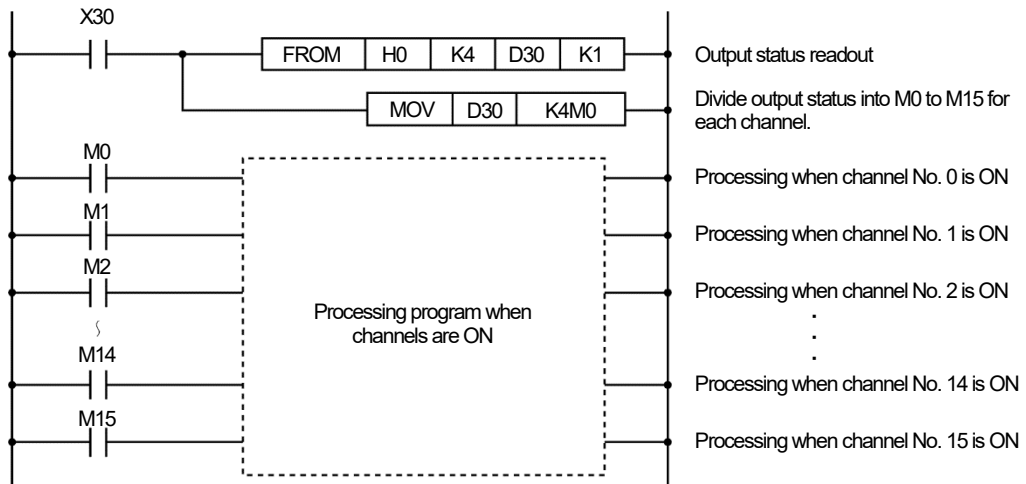 X30
FROM H0 K4 D30 K1 Output status readout
MOV D30 K4M0 Divide output status into M0 to M15 for
each channel.
M0
Processing when channel No. 0 is ON
M1
Processing when channel No. 1 is ON
M2
Processing when channel No. 2 is ON
Processing program when
channels are ON
M14
Processing when channel No. 14 is ON
M15
Processing when channel No. 15 is ON